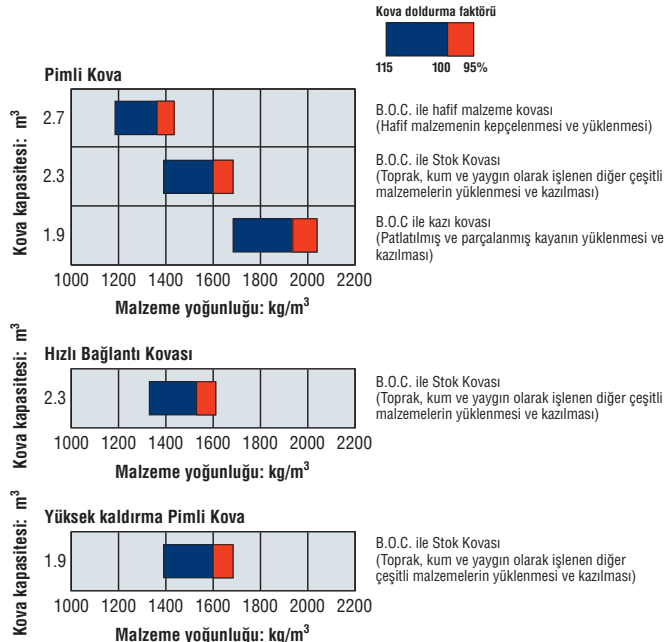 Kova doldurma faktörü
115 100 95%
Pimli Kova
Kova kapasitesi: m³
2.7
2.3
1.9
B.O.C. ile hafif malzeme kovası
(Hafif malzemenin kepçelenmesi ve yüklenmesi)
B.O.C. ile Stok Kovası
(Toprak, kum ve yaygın olarak işlenen diğer çeşitli
malzemelerin yüklenmesi ve kazılması)
B.O.C ile kazı kovası
(Patlatılmış ve parçalanmış kayanın yüklenmesi ve
kazılması)
1000 1200 1400 1600 1800 2000 2200
Malzeme yoğunluğu: kg/m³
Hızlı Bağlantı Kovası
Kova kapasitesi: m³
2.3
B.O.C. ile Stok Kovası
(Toprak, kum ve yaygın olarak işlenen diğer çeşitli
malzemelerin yüklenmesi ve kazılması)
1000 1200 1400 1600 1800 2000 2200
Malzeme yoğunluğu: kg/m³
Yüksek kaldırma Pimli Kova
Kova kapasitesi: m³
1.9
B.O.C. ile Stok Kovası
(Toprak, kum ve yaygın olarak işlenen diğer
çeşitli malzemelerin yüklenmesi ve kazılması)
1000 1200 1400 1600 1800 2000 2200
Malzeme yoğunluğu: kg/m³